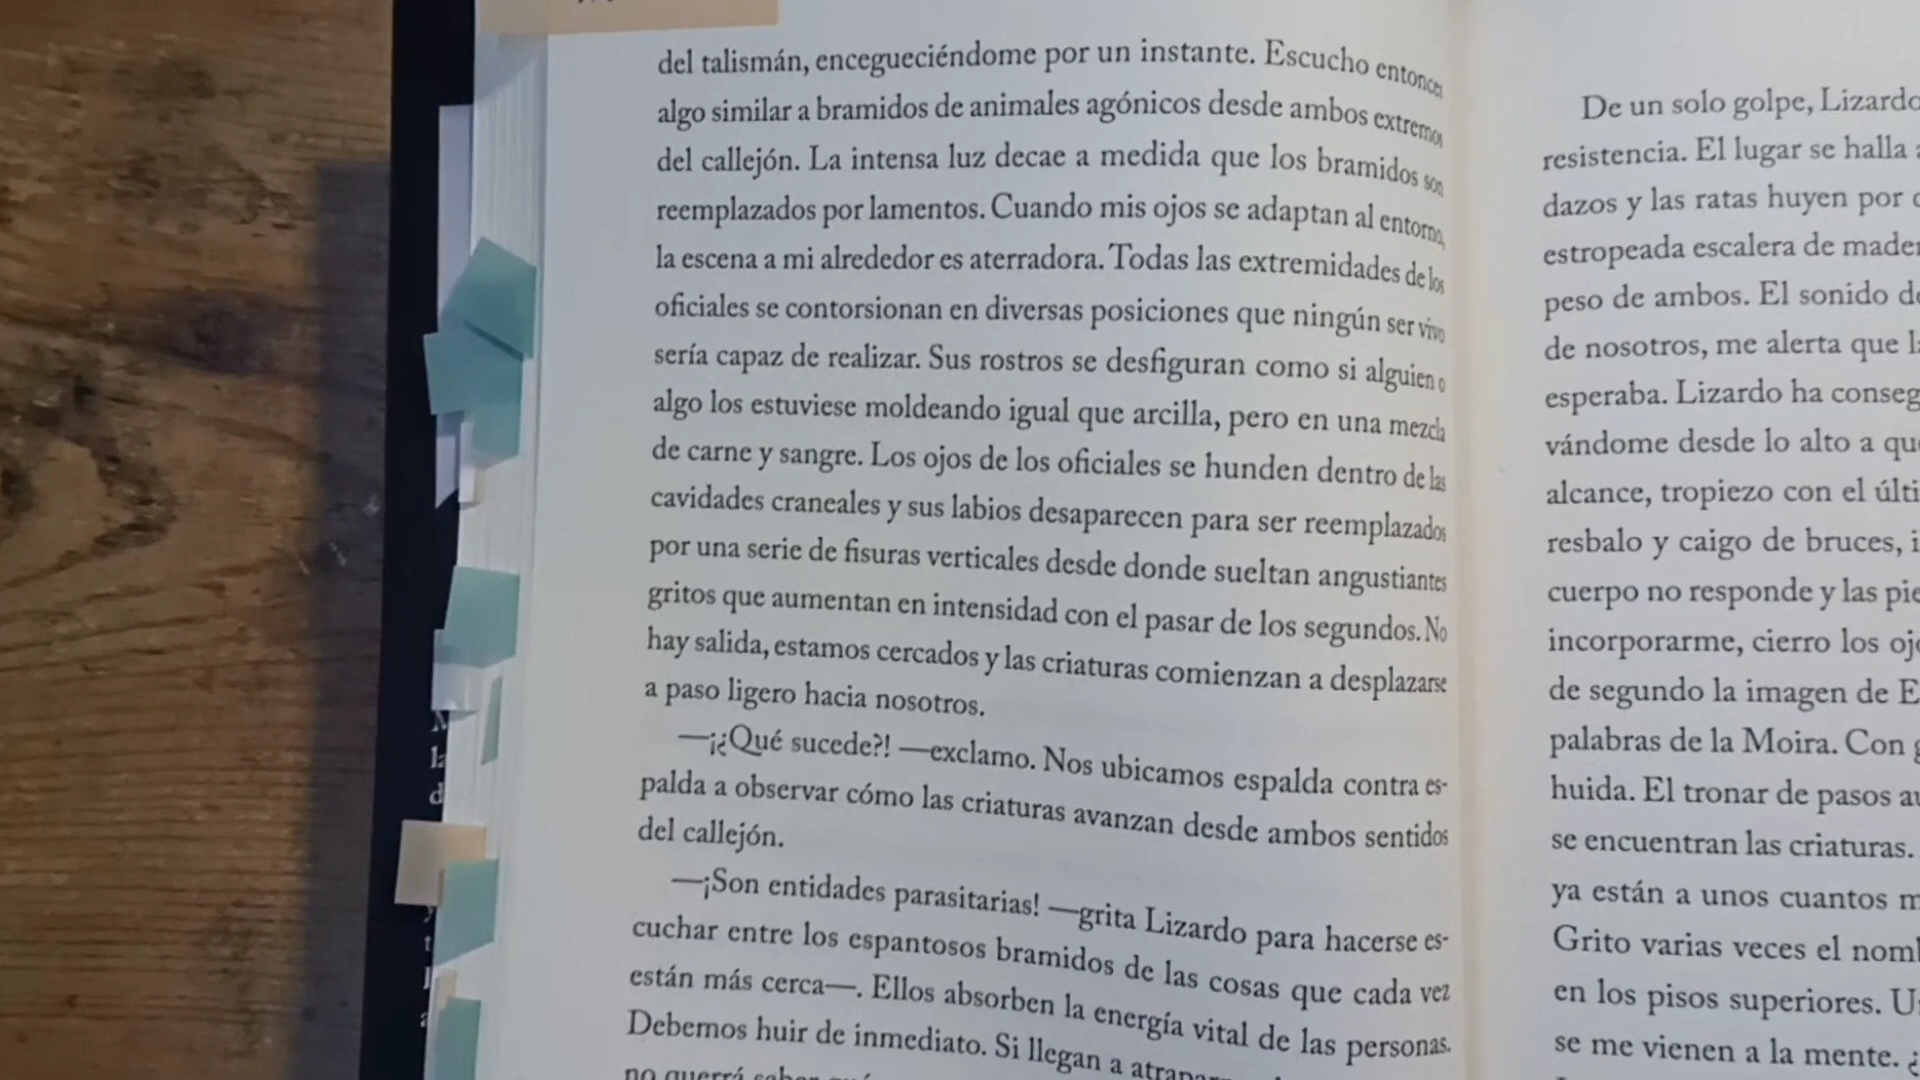 del talismán, encegueciéndome por un instante. Escucho entonces
algo similar a bramidos de animales agónicos desde ambos extremos
del callejón. La intensa luz decae a medida que los bramidos son
reemplazados por lamentos. Cuando mis ojos se adaptan al entorno,
la escena a mi alrededor es aterradora. Todas las extremidades de los
oficiales se contorsionan en diversas posiciones que ningún ser vivo
sería capaz de realizar. Sus rostros se desfiguran como si alguien o
algo los estuviese moldeando igual que arcilla, pero en una mezcla
de carne y sangre. Los ojos de los oficiales se hunden dentro de las
cavidades craneales y sus labios desaparecen para ser reemplazados
por una serie de fisuras verticales desde donde sueltan angustiantes
gritos que aumentan en intensidad con el pasar de los segundos. No
hay salida, estamos cercados y las criaturas comienzan a desplazarse
a paso ligero hacia nosotros.
—¡¿Qué sucede?! —exclamo. Nos ubicamos espalda contra es-
palda a observar cómo las criaturas avanzan desde ambos sentidos
del callejón.
—¡Son entidades parasitarias! —grita Lizardo para hacerse es-
cuchar entre los espantosos bramidos de las cosas que cada vez
están más cerca—. Ellos absorben la energía vital de las personas.
Debemos huir de inmediato. Si llegan a
no querrá
De un solo golpe, Lizardo
resistencia. El lugar se halla
dazos y las ratas huyen por
estropeada escalera de
peso de ambos. El sonido
de nosotros, me alerta que
esperaba. Lizardo ha
vándome desde lo alto a
alcance, tropiezo con el
resbalo y caigo de bruces,
cuerpo no responde y las
incorporarme, cierro los
de segundo la imagen de
palabras de la Moira. Con
huida. El tronar de pasos
se encuentran las criaturas.
ya están a unos cuantos
Grito varias veces el
en los pisos superiores.
se me vienen a la mente.